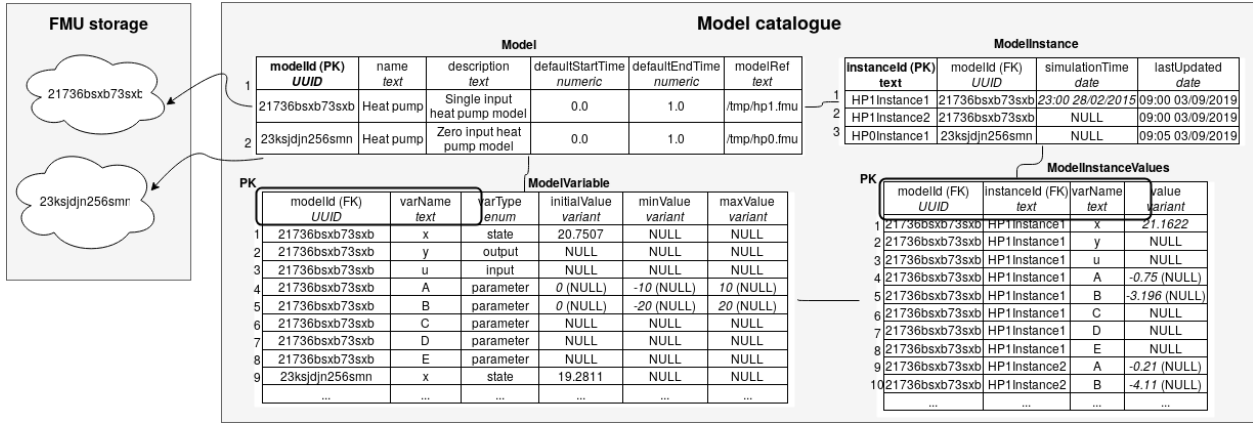 FMU storage
21736bsxb73sxb
23ksjdjn256smn
Model catalogue
Model
modelId (PK) name description defaultStartTime defaultEndTime modelRef
UUID text text numeric numeric text
1
21736bsxb73sxb Heat pump Single input heat pump model 0.0 1.0 /tmp/hp1.fmu
2 23ksjdjn256smn Heat pump Zero input heat pump model 0.0 1.0 /tmp/hp0.fmu
ModelInstance
instanceId (PK) modelId (FK) simulationTime lastUpdated
text UUID date date
1 HP1Instance1 21736bsxb73sxb 23:00 28/02/2015 09:00 03/09/2019
2 HP1Instance2 21736bsxb73sxb NULL 09:00 03/09/2019
3 HP0Instance1 23ksjdjn256smn NULL 09:05 03/09/2019
ModelVariable
PK
modelId (FK) varName varType initialValue minValue maxValue
UUID text enum variant variant variant
1 21736bsxb73sxb x state 20.7507 NULL NULL
2 21736bsxb73sxb y output NULL NULL NULL
3 21736bsxb73sxb u input NULL NULL NULL
4 21736bsxb73sxb A parameter 0 (NULL) -10 (NULL) 10 (NULL)
5 21736bsxb73sxb B parameter 0 (NULL) -20 (NULL) 20 (NULL)
6 21736bsxb73sxb C parameter NULL NULL NULL
7 21736bsxb73sxb D parameter NULL NULL NULL
8 21736bsxb73sxb E parameter NULL NULL NULL
9 23ksjdjn256smn x state 19.2811 NULL NULL
... ... ... ... ... ...
ModelInstanceValues
PK
modelId (FK) instanceId (FK) varName value
UUID text text variant
1 21736bsxb73sxb HP1Instance1 x 21.1622
2 21736bsxb73sxb HP1Instance1 y NULL
3 21736bsxb73sxb HP1Instance1 u NULL
4 21736bsxb73sxb HP1Instance1 A -0.75 (NULL)
5 21736bsxb73sxb HP1Instance1 B -3.196 (NULL)
6 21736bsxb73sxb HP1Instance1 C NULL
7 21736bsxb73sxb HP1Instance1 D NULL
8 21736bsxb73sxb HP1Instance1 E NULL
9 21736bsxb73sxb HP1Instance2 A -0.21 (NULL)
10 21736bsxb73sxb HP1Instance2 B -4.11 (NULL)
... ... ... ...